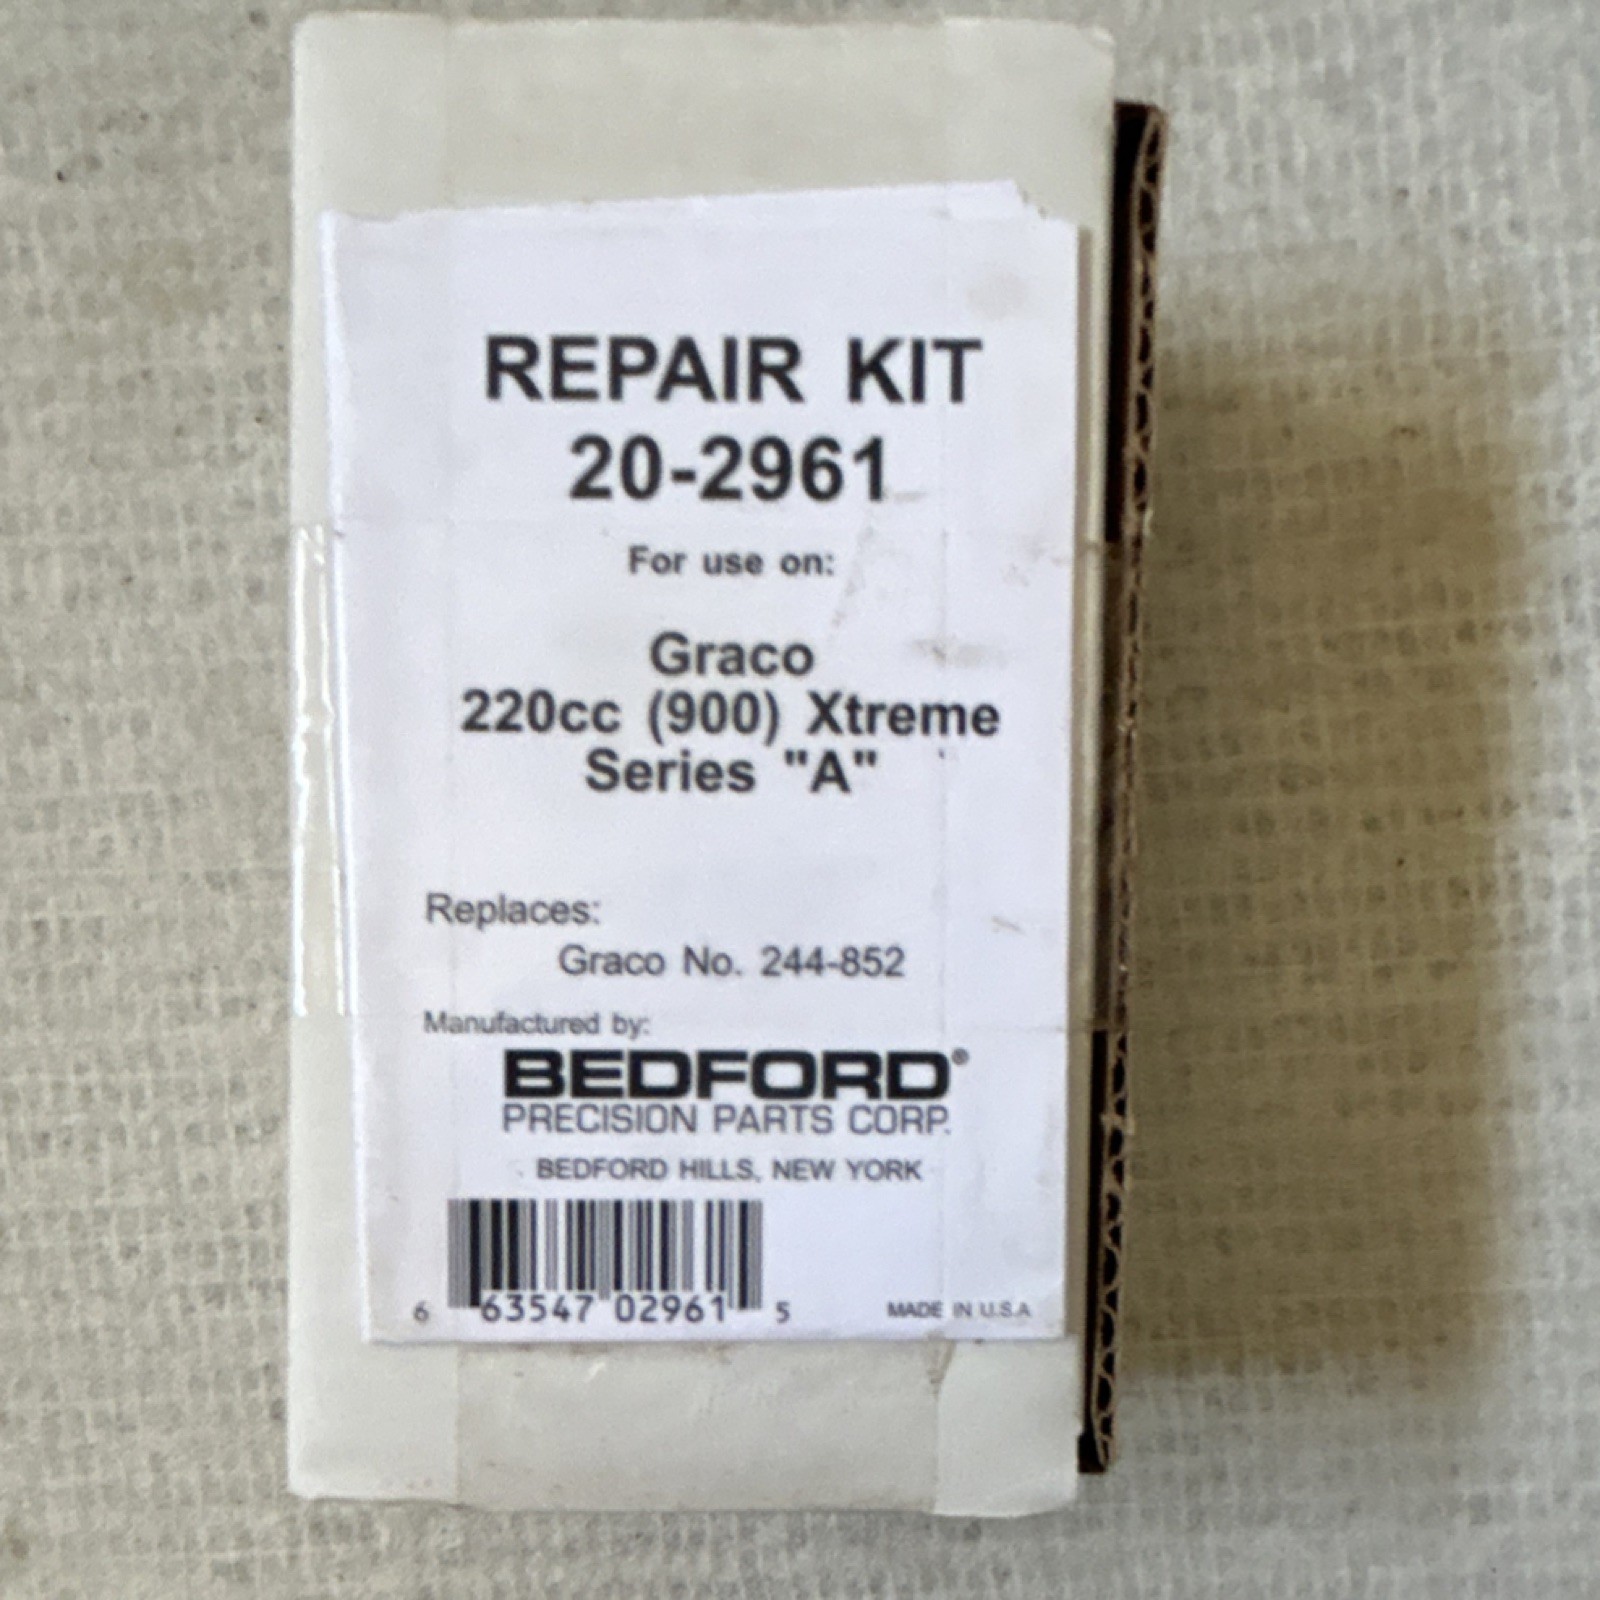 REPAIR KIT
20-2961
For use on:
Graco
220cc (900) Xtreme
Series "A"
Replaces:
Graco No. 244-852
Manufactured by:
BEDFORD®
PRECISION PARTS CORP.
BEDFORD HILLS, NEW YORK
6 63547 02961 5
MADE IN U.S.A